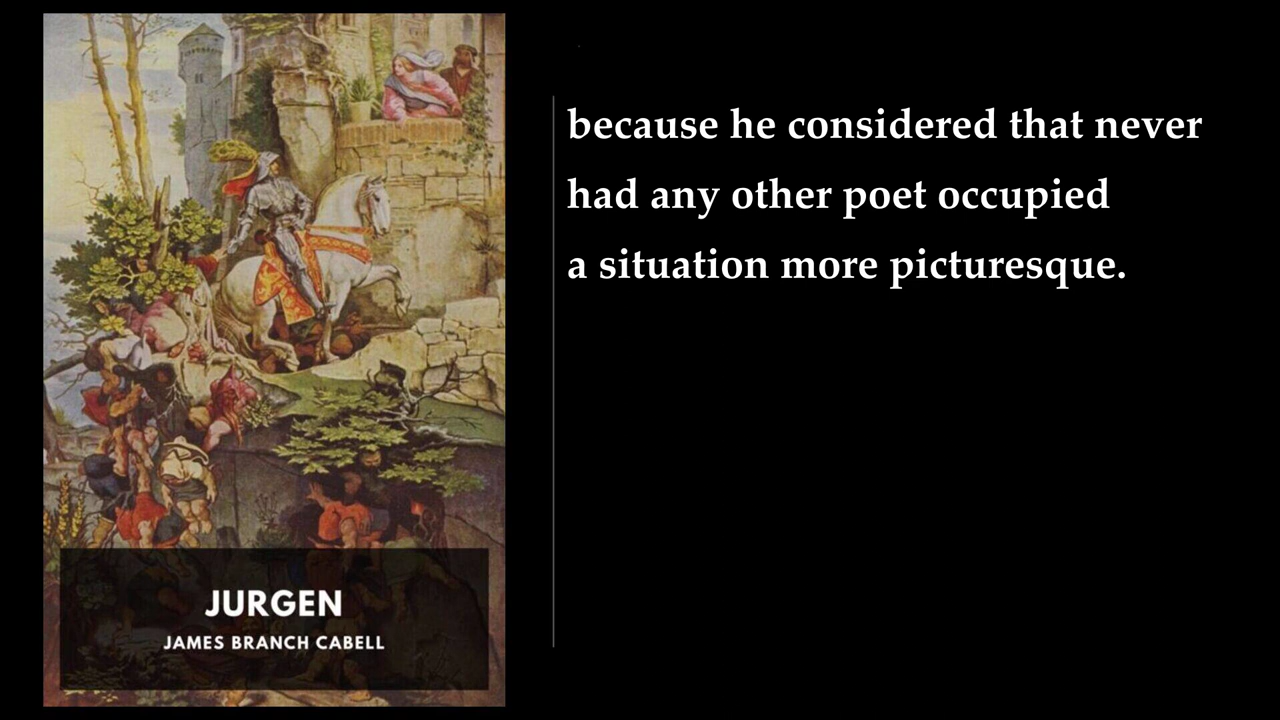 because he considered that never
had any other poet occupied
a situation more picturesque.
JURGEN
JAMES BRANCH CABELL